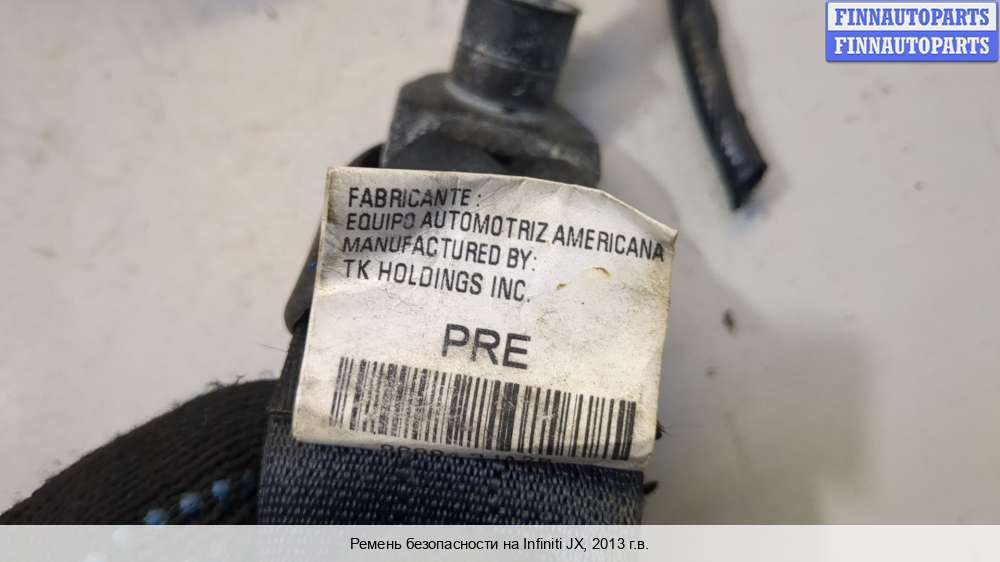 FINNAUTOPARTS
FINNAUTOPARTS
FABRICANTE :
EQUIPO AUTOMOTRIZ AMERICANA
MANUFACTURED BY:
TK HOLDINGS INC.
PRE
Ремень безопасности на Infiniti JX, 2013 г.в.